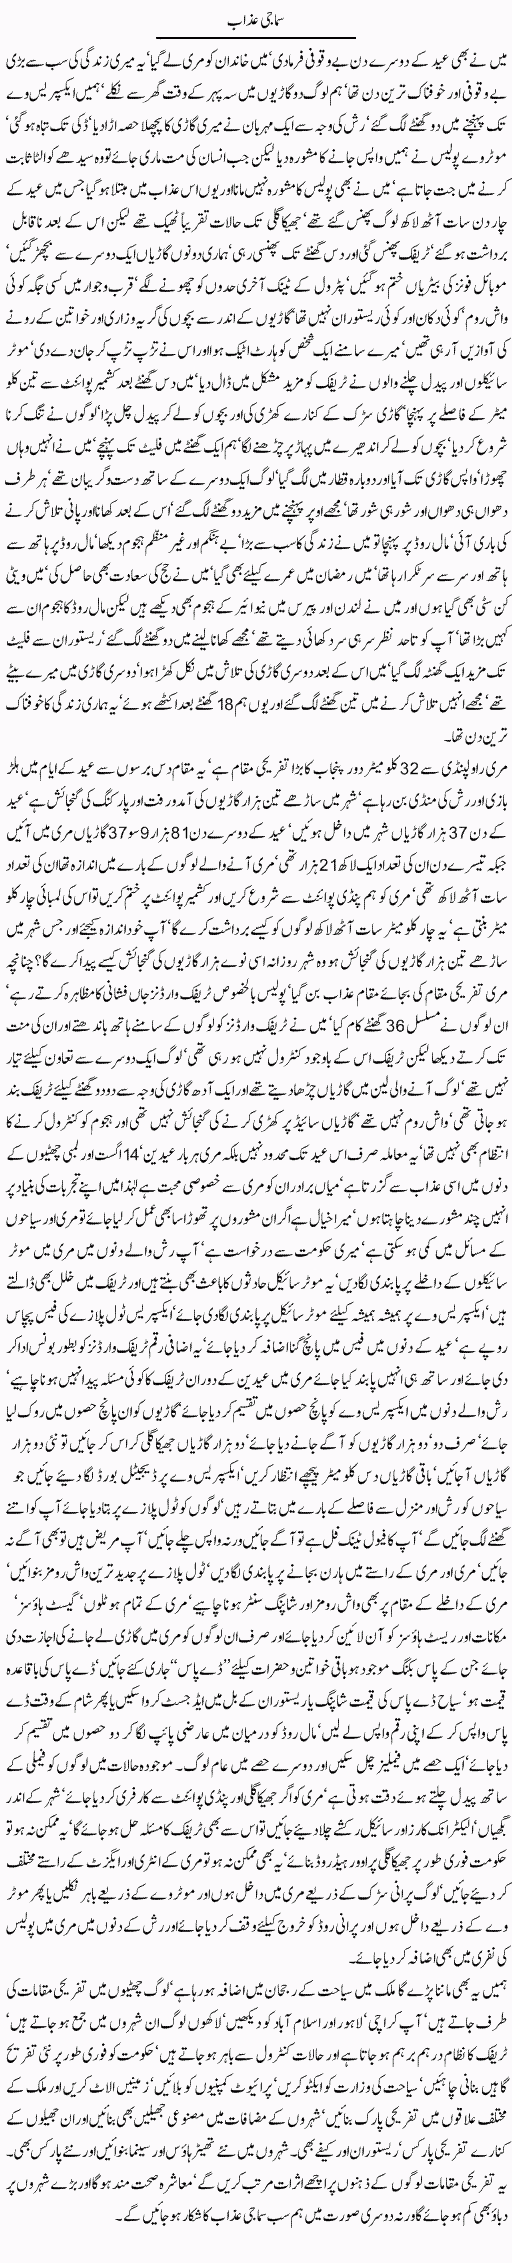 سماجی عذاب
میں نے بھی عید کے دوسرے دن بے وقوفی فرما دی‘ میں خاندان کو مری لے گیا‘ یہ میری زندگی کی سب سے بڑی
بے وقوفی اور خوفناک ترین دن تھا‘ ہم لوگ دو گاڑیوں میں سہ پہر کے وقت گھر سے نکلے‘ ہمیں ایکسپریس وے
تک پہنچنے میں دو گھنٹے لگ گئے‘ رش کی وجہ سے ایک مہربان نے میری گاڑی کا پچھلا حصہ اڑا دیا‘ ڈکی تک تباہ ہو گئی‘
موٹروے پولیس نے ہمیں واپس جانے کا مشورہ دیا لیکن جب انسان کی مت ماری جائے تو وہ سیدھے کو الٹا ثابت
کرنے میں جت جاتا ہے‘ میں نے بھی پولیس کا مشورہ نہیں مانا اور یوں اس عذاب میں مبتلا ہو گیا جس میں عید کے
چار دن سات آٹھ لاکھ لوگ پھنس گئے تھے‘ جھیکا گلی تک حالات تقریباً ٹھیک تھے لیکن اس کے بعد ناقابل
برداشت ہو گئے‘ ٹریفک پھنس گئی اور دس گھنٹے تک پھنسی رہی‘ ہماری دونوں گاڑیاں ایک دوسرے سے بچھڑ گئیں‘
موبائل فونز کی بیٹریاں ختم ہو گئیں‘ پٹرول کے ٹینک آخری حدوں کو چھونے لگے‘ قرب و جوار میں کسی جگہ کوئی
واش روم‘ کوئی دکان اور کوئی ریستوران نہیں تھا‘ گاڑیوں کے اندر سے بچوں کی گریہ و زاری اور خواتین کے رونے
کی آوازیں آ رہی تھیں‘ میرے سامنے ایک شخص کو ہارٹ اٹیک ہوا اور اس نے تڑپ تڑپ کر جان دے دی‘ موٹر
سائیکلوں اور پیدل چلنے والوں نے ٹریفک کو مزید مشکل میں ڈال دیا‘ میں دس گھنٹے بعد کشمیر پوائنٹ سے تین کلو
میٹر کے فاصلے پر پہنچا‘ گاڑی سڑک کے کنارے کھڑی کی اور بچوں کو لے کر پیدل چل پڑا‘ لوگوں نے تنگ کرنا
شروع کر دیا‘ بچوں کو لے کر اندھیرے میں پہاڑ پر چڑھنے لگا‘ ہم ایک گھنٹے میں فلیٹ تک پہنچے‘ میں نے انہیں وہاں
چھوڑا‘ واپس گاڑی تک آیا اور دوبارہ قطار میں لگ گیا‘ لوگ ایک دوسرے کے ساتھ دست و گریبان تھے‘ ہر طرف
دھواں ہی دھواں اور شور ہی شور تھا‘ مجھے اوپر پہنچنے میں مزید دو گھنٹے لگ گئے‘ اس کے بعد کھانا اور پانی تلاش کرنے
کی باری آئی‘ مال روڈ پر پہنچا تو میں نے زندگی کا سب سے بڑا‘ بے ہنگم اور غیر منظم ہجوم دیکھا‘ مال روڈ پر ہاتھ سے
ہاتھ اور سر سے سر ٹکرا رہا تھا‘ میں رمضان میں عمرے کیلئے بھی گیا‘ میں نے حج کی سعادت بھی حاصل کی‘ میں ویٹی
کن سٹی بھی گیا ہوں اور میں نے لندن اور پیرس میں نیو ائیر کے ہجوم بھی دیکھے ہیں لیکن مال روڈ کا ہجوم ان سے
کہیں بڑا تھا‘ آپ کو تاحد نظر سر ہی سر دکھائی دیتے تھے‘ مجھے کھانا لینے میں دو گھنٹے لگ گئے‘ ریستوران سے فلیٹ
تک مزید ایک گھنٹہ لگ گیا‘ میں اس کے بعد دوسری گاڑی کی تلاش میں نکل کھڑا ہوا‘ دوسری گاڑی میں میرے بیٹے
تھے‘ مجھے انہیں تلاش کرنے میں تین گھنٹے لگ گئے اور یوں ہم 18 گھنٹے بعد اکٹھے ہوئے‘ یہ ہماری زندگی کا خوفناک
ترین دن تھا۔
مری راولپنڈی سے 32 کلو میٹر دور پنجاب کا بڑا تفریحی مقام ہے‘ یہ مقام دس برسوں سے عید کے ایام میں ہلڑ
بازی اور رش کی منڈی بن رہا ہے‘ شہر میں ساڑھے تین ہزار گاڑیوں کی آمدورفت اور پارکنگ کی گنجائش ہے‘ عید
کے دن 37 ہزار گاڑیاں شہر میں داخل ہوئیں‘ عید کے دوسرے دن 81 ہزار 9 سو 37 گاڑیاں مری میں آئیں
جبکہ تیسرے دن ان کی تعداد ایک لاکھ 21 ہزار تھی‘ مری آنے والے لوگوں کے بارے میں اندازہ تھا ان کی تعداد
سات آٹھ لاکھ تھی‘ مری کو ہم پنڈی پوائنٹ سے شروع کریں اور کشمیر پوائنٹ پر ختم کریں تو اس کی لمبائی چار کلو
میٹر بنتی ہے‘ یہ چار کلو میٹر سات آٹھ لاکھ لوگوں کو کیسے برداشت کرے گا‘ آپ خود اندازہ کیجئے اور جس شہر میں
ساڑھے تین ہزار گاڑیوں کی گنجائش ہو وہ شہر روزانہ اسی نوے ہزار گاڑیوں کی گنجائش کیسے پیدا کرے گا؟ چنانچہ
مری تفریحی مقام کی بجائے مقام عذاب بن گیا‘ پولیس بالخصوص ٹریفک وارڈنز جاں فشانی کا مظاہرہ کرتے رہے‘
ان لوگوں نے مسلسل 36 گھنٹے کام کیا‘ میں نے ٹریفک وارڈنز کو لوگوں کے سامنے ہاتھ باندھتے اور ان کی منت
تک کرتے دیکھا لیکن ٹریفک اس کے باوجود کنٹرول نہیں ہو رہی تھی‘ لوگ ایک دوسرے سے تعاون کیلئے تیار
نہیں تھے‘ لوگ آنے والی لین میں گاڑیاں چڑھا دیتے تھے اور ایک آدھ گاڑی کی وجہ سے دو دو گھنٹے کیلئے ٹریفک بند
ہو جاتی تھی‘ واش روم نہیں تھے‘ گاڑیاں سائیڈ پر کھڑی کرنے کی گنجائش نہیں تھی اور ہجوم کو کنٹرول کرنے کا
انتظام بھی نہیں تھا‘ یہ معاملہ صرف اس عید تک محدود نہیں بلکہ مری ہر بار عیدین‘ 14 اگست اور لمبی چھٹیوں کے
دنوں میں اسی عذاب سے گزرتا ہے‘ میاں برادران کو مری سے خصوصی محبت ہے لہٰذا میں اپنے تجربات کی بنیاد پر
انہیں چند مشورے دینا چاہتا ہوں‘ میرا خیال ہے اگر ان مشوروں پر تھوڑا سا بھی عمل کر لیا جائے تو مری اور سیاحوں
کے مسائل میں کمی ہو سکتی ہے‘ میری حکومت سے درخواست ہے‘ آپ رش والے دنوں میں مری میں موٹر
سائیکلوں کے داخلے پر پابندی لگا دیں‘ یہ موٹر سائیکل حادثوں کا باعث بھی بنتے ہیں اور ٹریفک میں خلل بھی ڈالتے
ہیں‘ ایکسپریس وے پر ہمیشہ ہمیشہ کیلئے موٹر سائیکل پر پابندی لگا دی جائے‘ ایکسپریس ٹول پلازے کی فیس پچاس
روپے ہے‘ عید کے دنوں میں فیس میں پانچ گنا اضافہ کر دیا جائے‘ یہ اضافی رقم ٹریفک وارڈنز کو بطور بونس ادا کر
دی جائے اور ساتھ ہی انہیں پابند کیا جائے مری میں عیدین کے دوران ٹریفک کا کوئی مسئلہ پیدا نہیں ہونا چاہیے‘
رش والے دنوں میں ایکسپریس وے کو پانچ حصوں میں تقسیم کر دیا جائے‘ گاڑیوں کو ان پانچ حصوں میں روک لیا
جائے‘ صرف دو‘ دو ہزار گاڑیوں کو آگے جانے دیا جائے‘ دو ہزار گاڑیاں جھیکا گلی کراس کر جائیں تو نئی دو ہزار
گاڑیاں آ جائیں‘ باقی گاڑیاں دس کلو میٹر پیچھے انتظار کریں‘ ایکسپریس وے پر ڈیجیٹل بورڈ لگا دیئے جائیں جو
سیاحوں کو رش اور منزل سے فاصلے کے بارے میں بتاتے رہیں‘ لوگوں کو ٹول پلازے پر بتا دیا جائے آپ کو اتنے
گھنٹے لگ جائیں گے‘ آپ کا فیول ٹینک فل ہے تو آگے جائیں ورنہ واپس چلے جائیں‘ آپ مریض ہیں تو بھی آگے نہ
جائیں‘ مری اور مری کے راستے میں ہارن بجانے پر پابندی لگا دیں‘ ٹول پلازے پر جدید ترین واش رومز بنوائیں‘
مری کے داخلے کے مقام پر بھی واش رومز اور شاپنگ سنٹر ہونا چاہیے‘ مری کے تمام ہوٹلوں‘ گیسٹ ہاؤسز‘
مکانات اور ریسٹ ہاؤسز کو آن لائن کر دیا جائے اور صرف ان لوگوں کو مری میں گاڑی لے جانے کی اجازت دی
جائے جن کے پاس بکنگ موجود ہو باقی خواتین و حضرات کیلئے ’’ڈے پاس‘‘ جاری کئے جائیں‘ ڈے پاس کی باقاعدہ
قیمت ہو‘ سیاح ڈے پاس کی قیمت شاپنگ یا ریستوران کے بل میں ایڈجسٹ کروا سکیں یا پھر شام کے وقت ڈے
پاس واپس کر کے اپنی رقم واپس لے لیں‘ مال روڈ کو درمیان میں عارضی پائپ لگا کر دو حصوں میں تقسیم کر
دیا جائے‘ ایک حصے میں فیملیز چل سکیں اور دوسرے حصے میں عام لوگ۔ موجودہ حالات میں لوگوں کو فیملی کے
ساتھ پیدل چلتے ہوئے دقت ہوتی ہے‘ مری کو اگر جھیکا گلی اور پنڈی پوائنٹ سے کار فری کر دیا جائے‘ شہر کے اندر
بگھیاں‘ الیکٹرانک کارز اور سائیکل رکشے چلا دیئے جائیں تو اس سے بھی ٹریفک کا مسئلہ حل ہو جائے گا‘ یہ ممکن نہ ہو تو
حکومت فوری طور پر جھیکا گلی پر اوور ہیڈ روڈ بنائے‘ یہ بھی ممکن نہ ہو تو مری کے انٹری اور ایگزٹ کے راستے مختلف
کر دیئے جائیں‘ لوگ پرانی سڑک کے ذریعے مری میں داخل ہوں اور موٹروے کے ذریعے باہر نکلیں یا پھر موٹر
وے کے ذریعے داخل ہوں اور پرانی روڈ کو خروج کیلئے وقف کر دیا جائے اور رش کے دنوں میں مری میں پولیس
کی نفری میں بھی اضافہ کر دیا جائے۔
ہمیں یہ بھی ماننا پڑے گا ملک میں سیاحت کے رجحان میں اضافہ ہو رہا ہے‘ لوگ چھٹیوں میں تفریحی مقامات کی
طرف جاتے ہیں‘ آپ کراچی‘ لاہور اور اسلام آباد کو دیکھیں‘ لاکھوں لوگ ان شہروں میں جمع ہو جاتے ہیں‘
ٹریفک کا نظام درہم برہم ہو جاتا ہے اور حالات کنٹرول سے باہر ہو جاتے ہیں‘ حکومت کو فوری طور پر نئی تفریح
گاہیں بنانی چاہئیں‘ سیاحت کی وزارت کو ایکٹو کریں‘ پرائیوٹ کمپنیوں کو بلائیں‘ زمینیں الاٹ کریں اور ملک کے
مختلف علاقوں میں تفریحی پارک بنائیں‘ شہروں کے مضافات میں مصنوعی جھیلیں بھی بنائیں اور ان جھیلوں کے
کنارے تفریحی پارکس‘ ریستوران اور کیفے بھی۔ شہروں میں نئے تھیٹر ہاؤس اور سینما بنوائیں اور نئے پارکس بھی۔
یہ تفریحی مقامات لوگوں کے ذہنوں پر اچھے اثرات مرتب کریں گے‘ معاشرہ صحت مند ہو گا اور بڑے شہروں پر
دباؤ بھی کم ہو جائے گا ورنہ دوسری صورت میں ہم سب سماجی عذاب کا شکار ہو جائیں گے۔